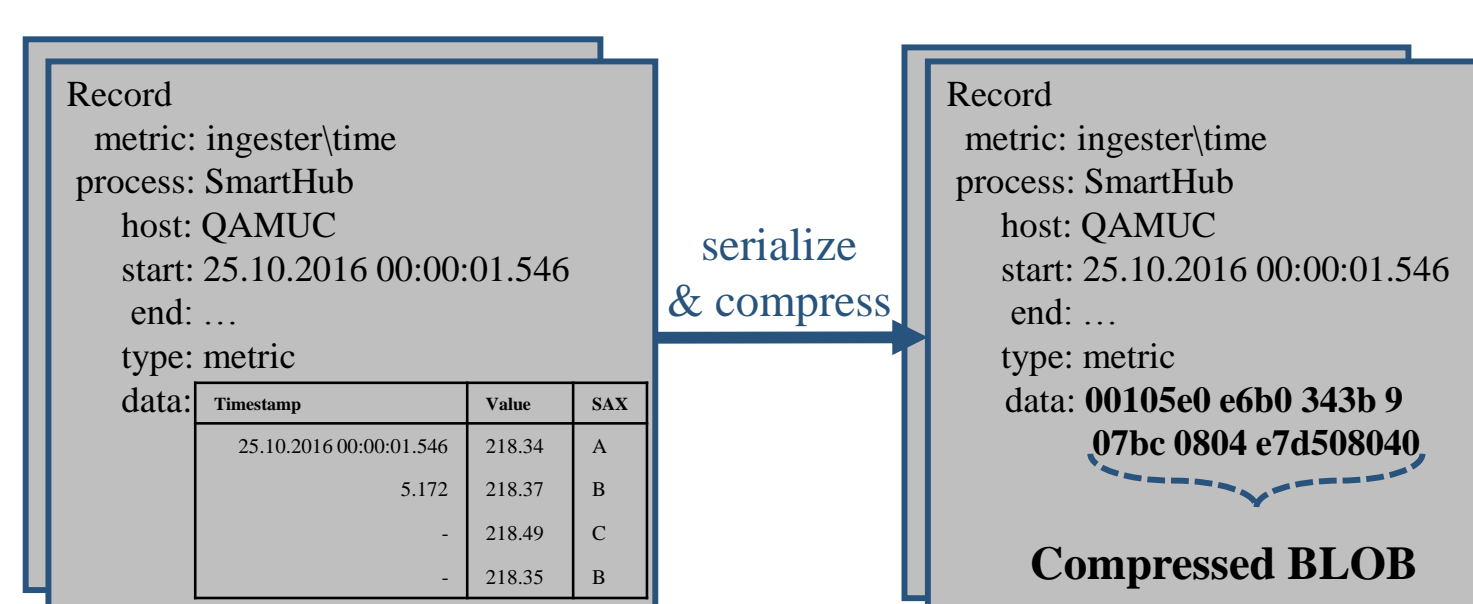 Record
metric: ingester\time
process: SmartHub
host: QAMUC
start: 25.10.2016 00:00:01.546
end: …
type: metric
data:
Timestamp Value SAX
25.10.2016 00:00:01.546 218.34 A
5.172 218.37 B
- 218.49 C
- 218.35 B
serialize
& compress
Record
metric: ingester\time
process: SmartHub
host: QAMUC
start: 25.10.2016 00:00:01.546
end: …
type: metric
data: 00105e0 e6b0 343b 9
07bc 0804 e7d508040
Compressed BLOB